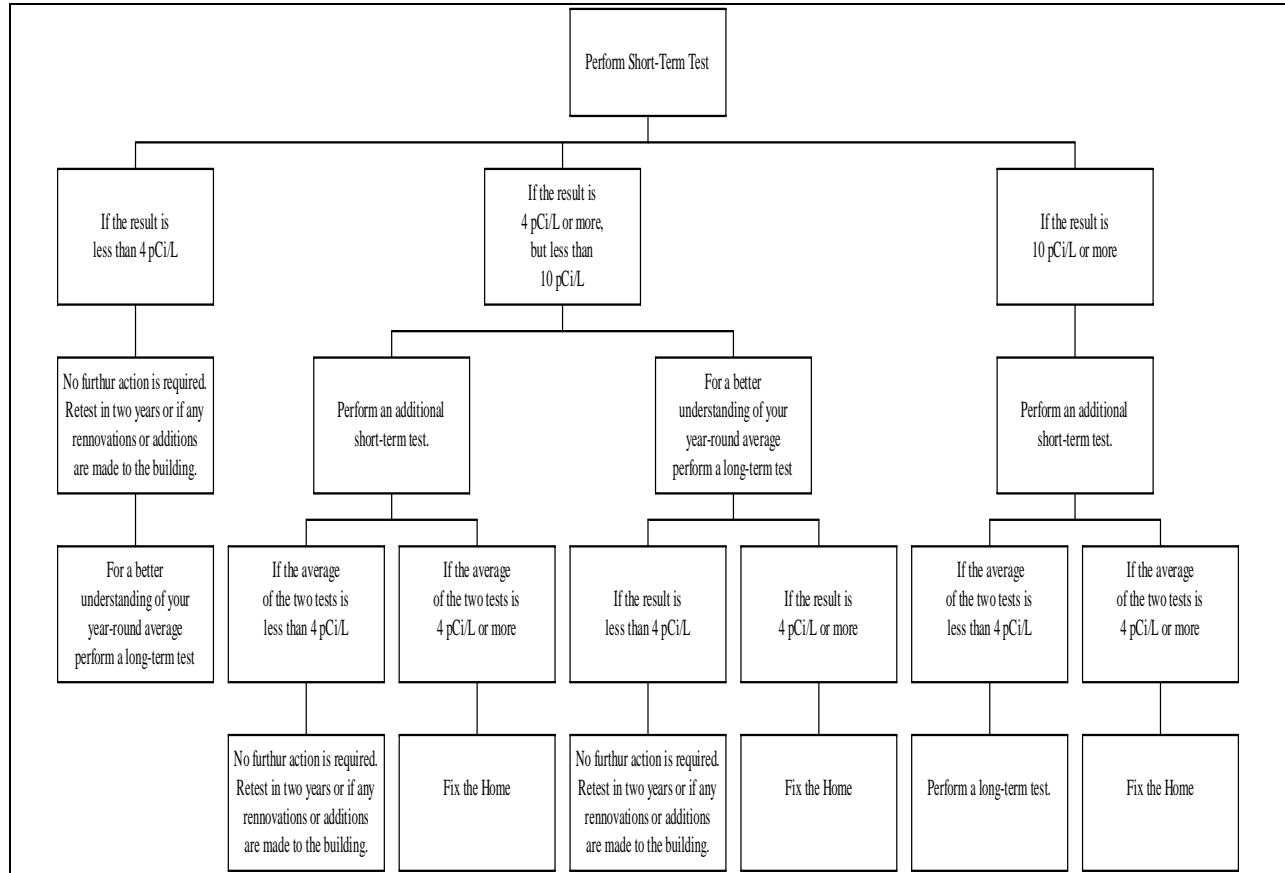 Perform Short-Term Test
If the result is
less than 4 pCi/L
If the result is
4 pCi/L or more,
but less than
10 pCi/L
If the result is
10 pCi/L or more
No furthur action is required.
Retest in two years or if any
rennovations or additions
are made to the building.
Perform an additional
short-term test.
For a better
understanding of your
year-round average
perform a long-term test
Perform an additional
short-term test.
For a better
understanding of your
year-round average
perform a long-term test
If the average
of the two tests is
less than 4 pCi/L
If the average
of the two tests is
4 pCi/L or more
If the result is
less than 4 pCi/L
If the result is
4 pCi/L or more
If the average
of the two tests is
less than 4 pCi/L
If the average
of the two tests is
4 pCi/L or more
No furthur action is required.
Retest in two years or if any
rennovations or additions
are made to the building.
Fix the Home
No furthur action is required.
Retest in two years or if any
rennovations or additions
are made to the building.
Fix the Home
Perform a long-term test.
Fix the Home